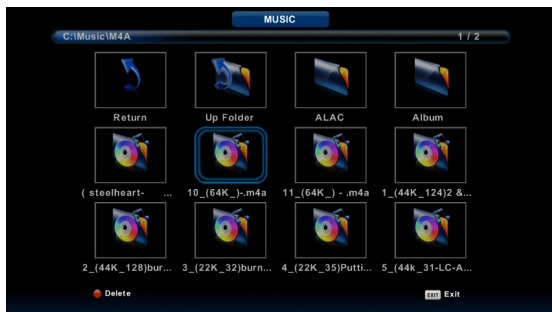 MUSIC
C:\Music\M4A 1 / 2
Return Up Folder ALAC Album
( steelheart- ... 10_(64K_)-.m4a 11_(64K_) - .m4a 1_(44K_124)2 &...
2_(44K_128)bur... 3_(22K_32)burn... 4_(22K_35)Putti... 5_(44k_31-LC-A...
Delete EXIT Exit